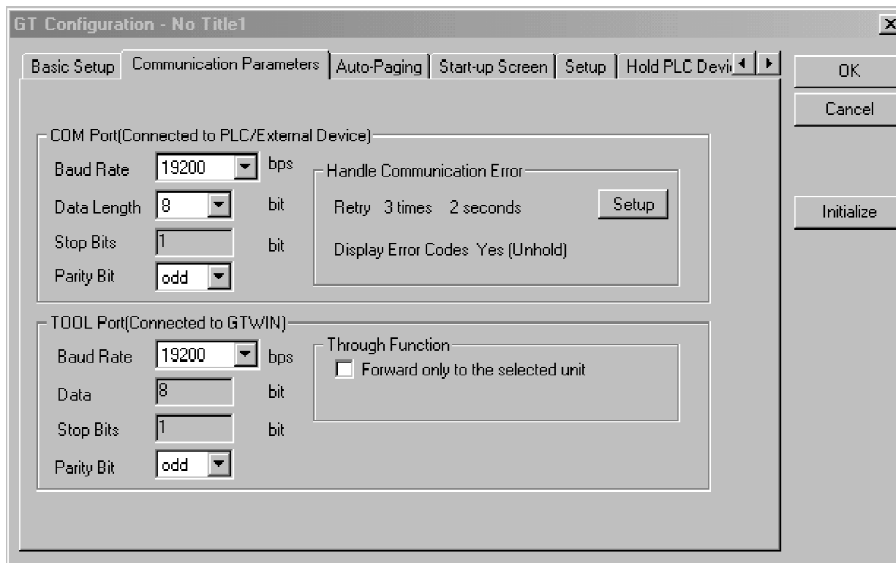 GT Configuration - No Title1
Basic Setup Communication Parameters Auto-Paging Start-up Screen Setup Hold PLC Devi
OK
Cancel
Initialize
COM Port(Connected to PLC/External Device)
Baud Rate 19200 bps
Data Length 8 bit
Stop Bits 1 bit
Parity Bit odd
Handle Communication Error
Retry 3 times 2 seconds Setup
Display Error Codes Yes (Unhold)
TOOL Port(Connected to GTWIN)
Baud Rate 19200 bps
Data 8 bit
Stop Bits 1 bit
Parity Bit odd
Through Function
Forward only to the selected unit